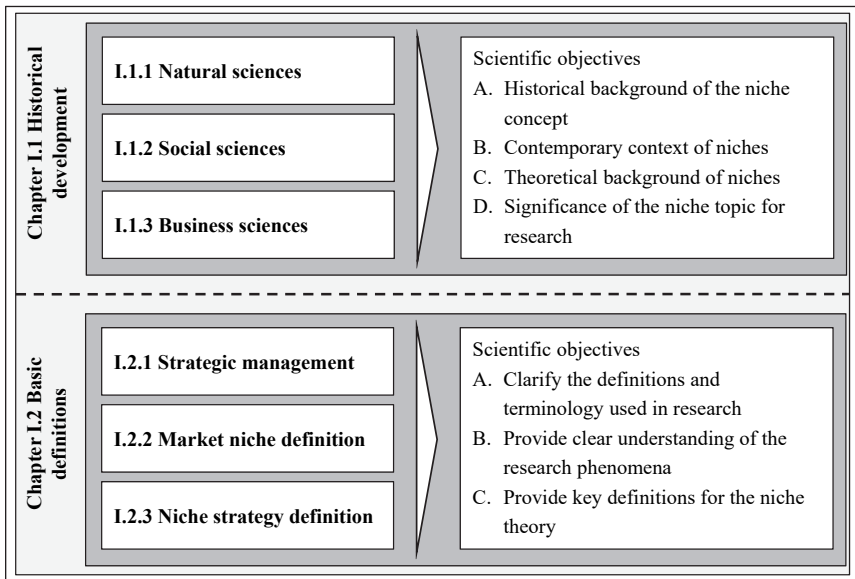 Chapter I.1 Historical
development
I.1.1 Natural sciences
I.1.2 Social sciences
I.1.3 Business sciences
Scientific objectives
A. Historical background of the niche
concept
B. Contemporary context of niches
C. Theoretical background of niches
D. Significance of the niche topic for
research
Chapter I.2 Basic
definitions
I.2.1 Strategic management
I.2.2 Market niche definition
I.2.3 Niche strategy definition
Scientific objectives
A. Clarify the definitions and
terminology used in research
B. Provide clear understanding of the
research phenomena
C. Provide key definitions for the niche
theory